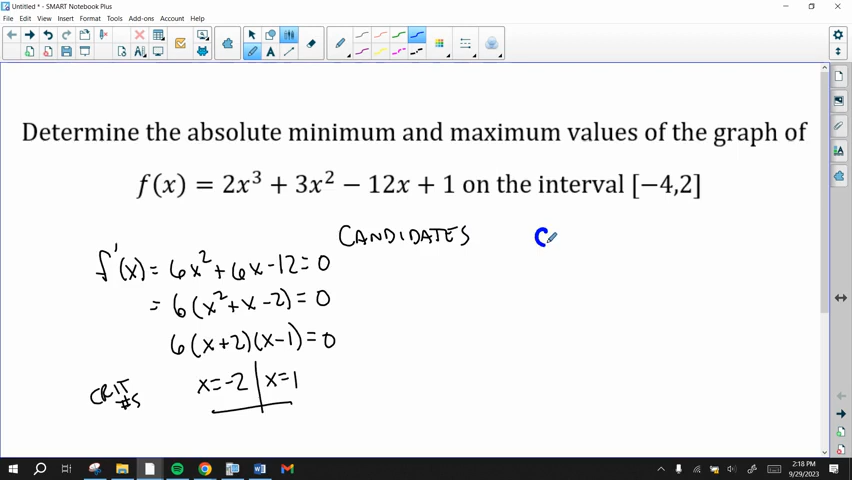 Untitled * - SMART Notebook Plus
File Edit View Insert Format Tools Add-ons Account Help
Determine the absolute minimum and maximum values of the graph of
f(x) = 2x³ + 3x² − 12x + 1 on the interval [−4,2]
CANDIDATES C
f'(x) = 6x² + 6x - 12 = 0
= 6(x² + x - 2) = 0
6(x+2)(x-1) = 0
CRIT #S x = -2 | x = 1
2:18 PM
9/29/2023